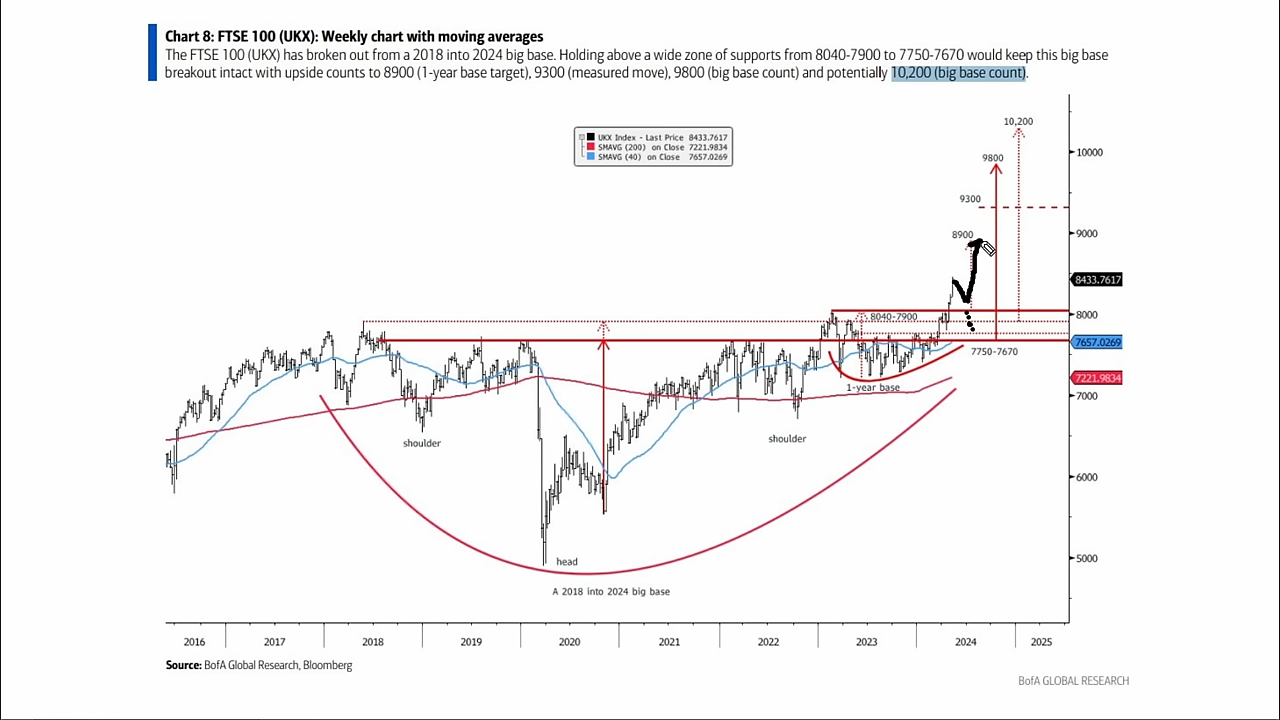 Chart 8: FTSE 100 (UKX): Weekly chart with moving averages
The FTSE 100 (UKX) has broken out from a 2018 into 2024 big base. Holding above a wide zone of supports from 8040-7900 to 7750-7670 would keep this big base
breakout intact with upside counts to 8900 (1-year base target), 9300 (measured move), 9800 (big base count) and potentially 10,200 (big base count).
10,200
UKX Index - Last Price 8433.7617
SMAVG (200) on Close 7221.9834
SMAVG (40) on Close 7657.0269
10000
9800
9300
9000
8900
8433.7617
8000
8040-7900
7657.0269
7750-7670
7221.9834
1-year base
7000
shoulder
shoulder
6000
head
5000
A 2018 into 2024 big base
2016 2017 2018 2019 2020 2021 2022 2023 2024 2025
Source: BofA Global Research, Bloomberg
BofA GLOBAL RESEARCH